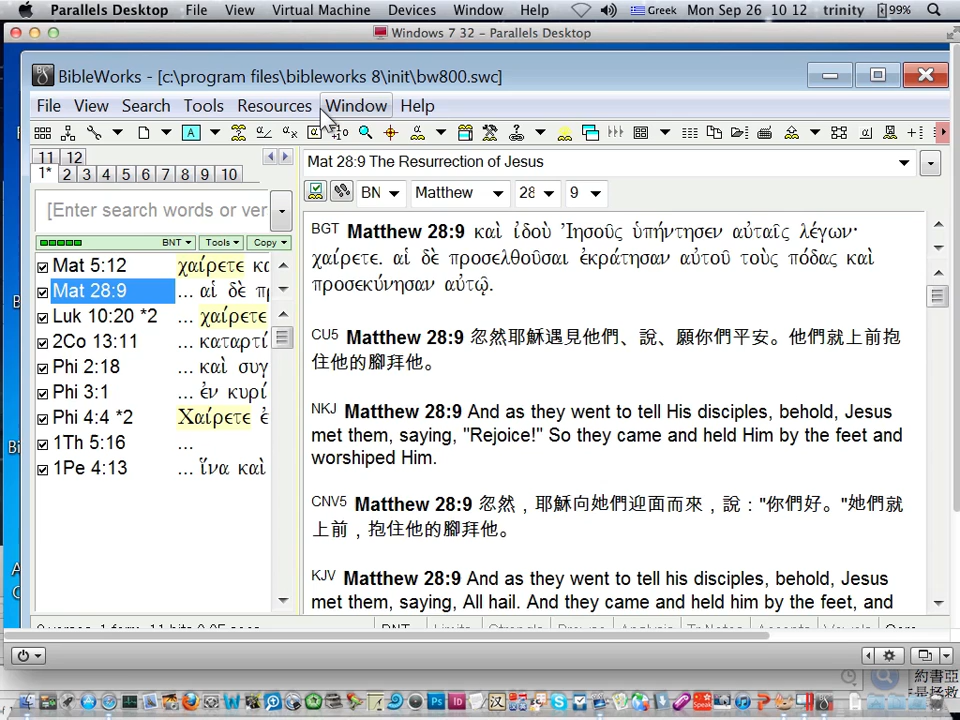 Parallels Desktop File View Virtual Machine Devices Window Help Greek Mon Sep 26 10 12 trinity 99%
Windows 7 32 – Parallels Desktop
BibleWorks - [c:\program files\bibleworks 8\init\bw800.swc]
File View Search Tools Resources Window Help
11 12
1* 2 3 4 5 6 7 8 9 10
[Enter search words or ver
BNT Tools Copy
Mat 5:12 χαίρετε κα
Mat 28:9 ... αἱ δὲ πρ
Luk 10:20 *2 ... χαίρετε
2Co 13:11 ... καταρτί
Phi 2:18 ... καὶ συγ
Phi 3:1 ... ἐν κυρί
Phi 4:4 *2 Χαίρετε ἐ
1Th 5:16 ...
1Pe 4:13 ... ἵνα καὶ
Mat 28:9 The Resurrection of Jesus
BN Matthew 28 9
BGT Matthew 28:9 καὶ ἰδοὺ Ἰησοῦς ὑπήντησεν αὐταῖς λέγων·
χαίρετε. αἱ δὲ προσελθοῦσαι ἐκράτησαν αὐτοῦ τοὺς πόδας καὶ
προσεκύνησαν αὐτῷ.
CU5 Matthew 28:9 忽然耶穌遇見他們、說、願你們平安。他們就上前抱
住他的腳拜他。
NKJ Matthew 28:9 And as they went to tell His disciples, behold, Jesus
met them, saying, "Rejoice!" So they came and held Him by the feet and
worshiped Him.
CNV5 Matthew 28:9 忽然，耶穌向她們迎面而來，說："你們好。"她們就
上前，抱住他的腳拜他。
KJV Matthew 28:9 And as they went to tell his disciples, behold, Jesus
met them, saying, All hail. And they came and held him by the feet, and
約書亞